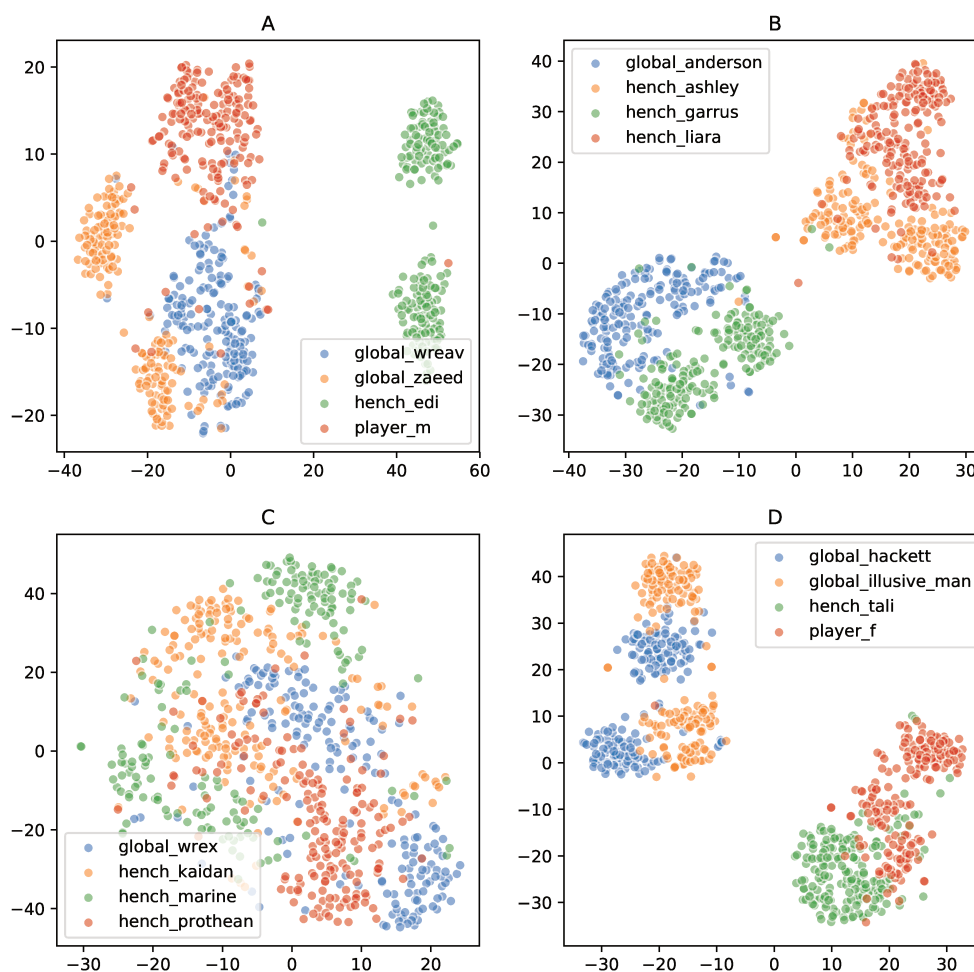 A
20
10
0
−10
−20
−40
−20
0
20
40
60
global_wreav
global_zaeed
hench_edi
player_m
B
40
30
20
10
0
−10
−20
−30
−40
−30
−20
−10
0
10
20
30
global_anderson
hench_ashley
hench_garrus
hench_liara
C
40
20
0
−20
−40
−30
−20
−10
0
10
20
global_wrex
hench_kaidan
hench_marine
hench_prothean
D
40
30
20
10
0
−10
−20
−30
−30
−20
−10
0
10
20
30
global_hackett
global_illusive_man
hench_tali
player_f